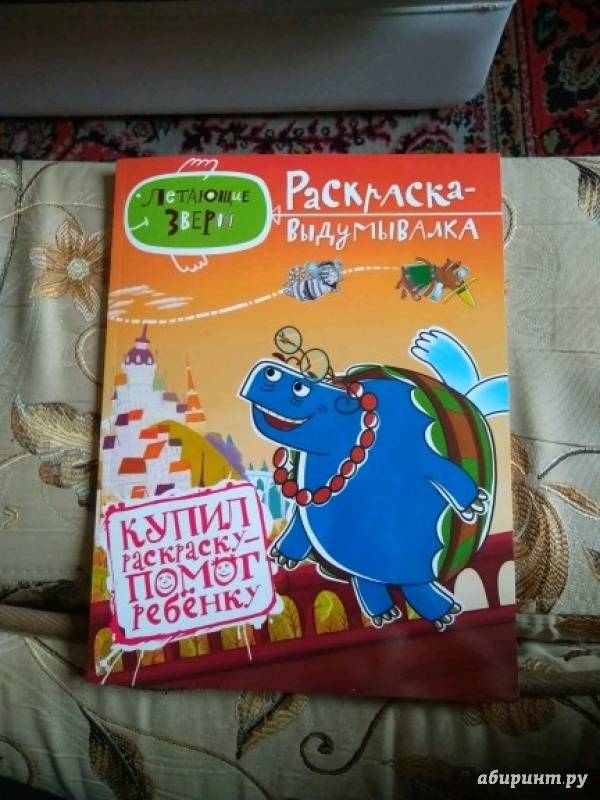 Летающие
звери
Раскраска-
выдумывалка
Купил
раскраску-
помог
ребёнку
абиринт.ру